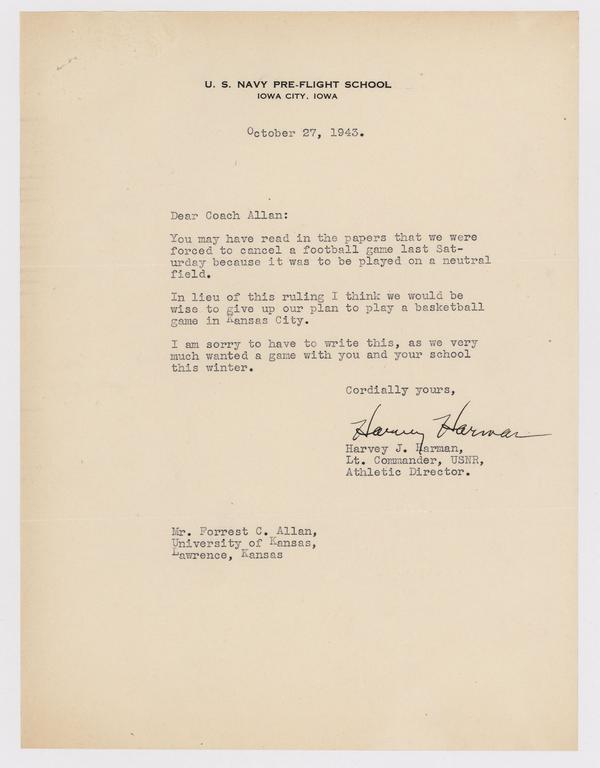 U. S. NAVY PRE-FLIGHT SCHOOL
IOWA CITY, IOWA
October 27, 1943.
Dear Coach Allan:
You may have read in the papers that we were
forced to cancel a football game last Sat-
urday because it was to be played on a neutral
field.
In lieu of this ruling I think we would be
wise to give up our plan to play a basketball
game in Kansas City.
I am sorry to have to write this, as we very
much wanted a game with you and your school
this winter.
Cordially yours,
Harvey Harman
Harvey J. Harman,
Lt. Commander, USNR,
Athletic Director.
Mr. Forrest C. Allan,
University of Kansas,
Lawrence, Kansas